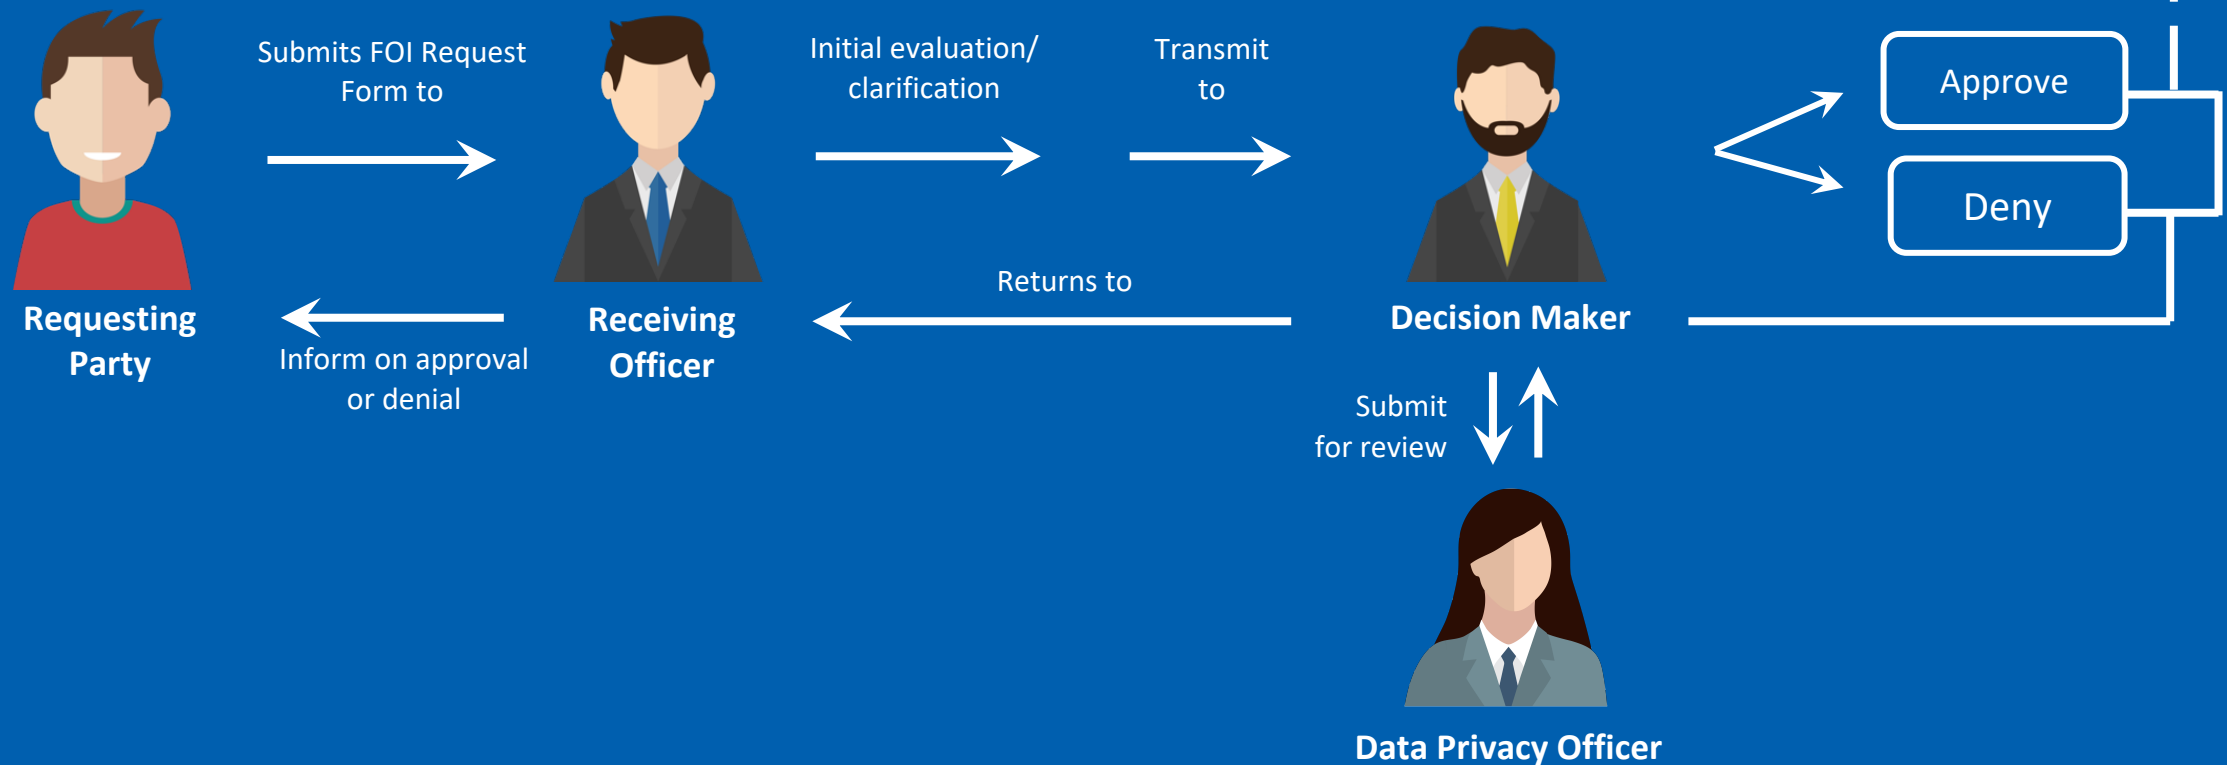 Submits FOI Request
Form to
Initial evaluation/
clarification
Transmit
to
Approve
Deny
Returns to
Requesting
Party
Inform on approval
or denial
Receiving
Officer
Decision Maker
Submit
for review
Data Privacy Officer